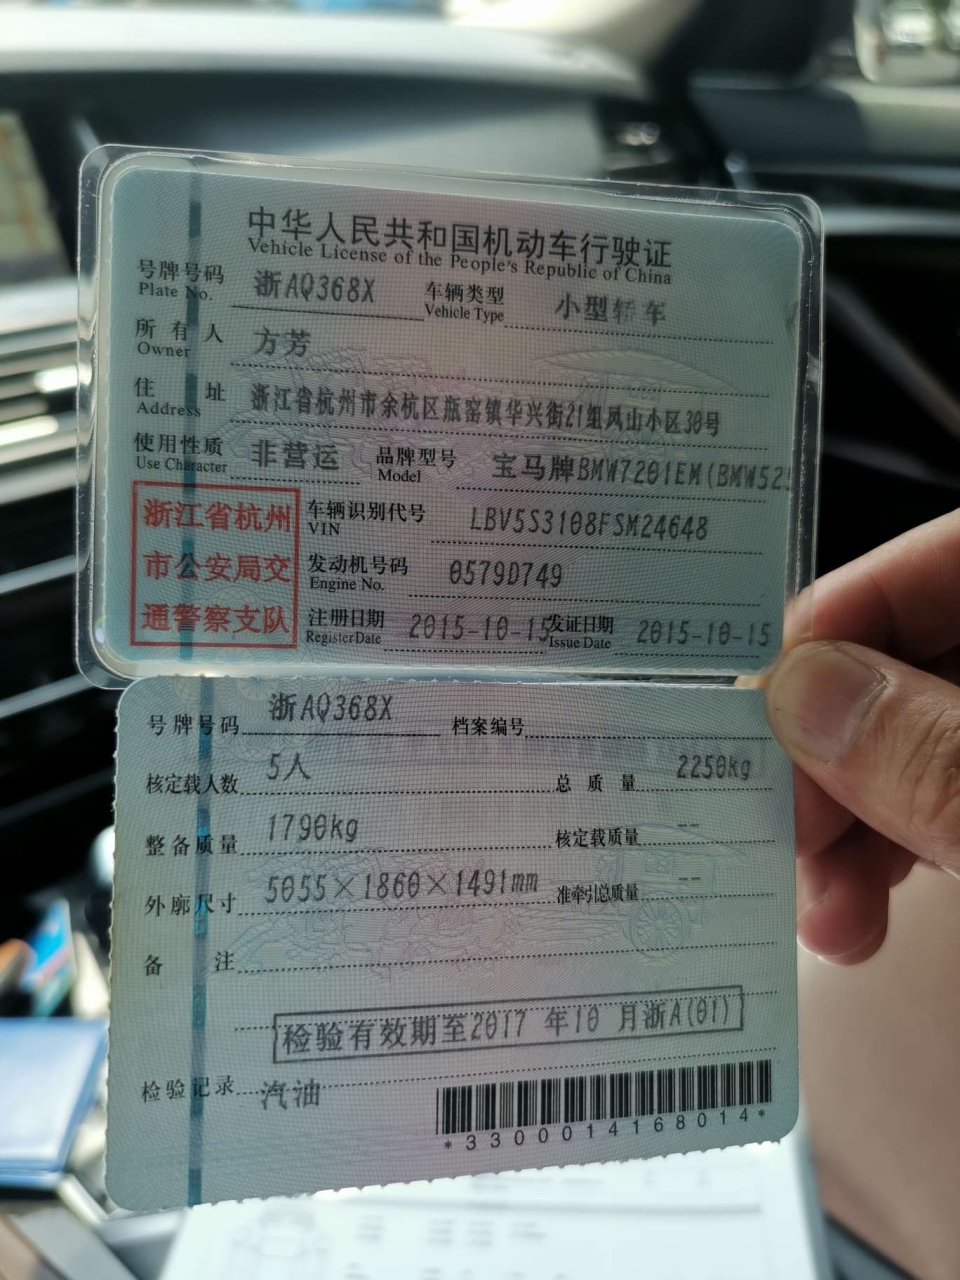 中华人民共和国机动车行驶证
Vehicle License of the People's Republic of China
号牌号码 浙AQ368X 车辆类型 小型轿车
Plate No. Vehicle Type
所有人 方芳
Owner
住址 浙江省杭州市余杭区瓶窑镇华兴街21组凤山小区30号
Address
使用性质 非营运 品牌型号 宝马牌BMW7201EM(BMW525
Use Character Model
浙江省杭州
市公安局交
通警察支队
车辆识别代号 LBV5S3108FSM24648
VIN
发动机号码 0579D749
Engine No.
注册日期 2015-10-15 发证日期 2015-10-15
Register Date Issue Date
号牌号码 浙AQ368X 档案编号
核定载人数 5人 总质量 2250kg
整备质量 1790kg 核定载质量 --
外廓尺寸 5055×1860×1491mm 准牵引总质量 --
备注
检验有效期至2017 年10 月浙A(01)
检验记录 汽油
*3300014168014*